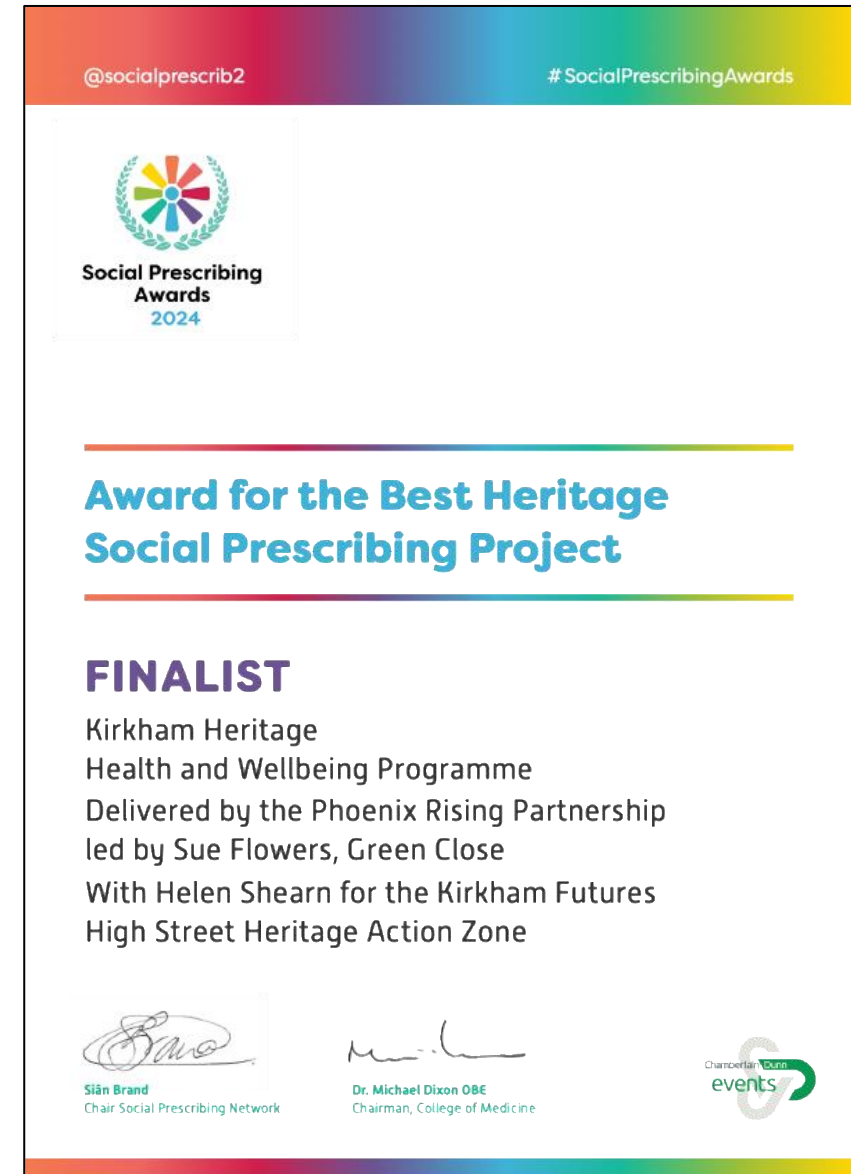 @socialprescrib2
#SocialPrescribingAwards
Social Prescribing
Awards
2024
Award for the Best Heritage
Social Prescribing Project
FINALIST
Kirkham Heritage
Health and Wellbeing Programme
Delivered by the Phoenix Rising Partnership
led by Sue Flowers, Green Close
With Helen Shearn for the Kirkham Futures
High Street Heritage Action Zone
Siân Brand
Chair Social Prescribing Network
Dr. Michael Dixon OBE
Chairman, College of Medicine
Chamberlain Dunn
events